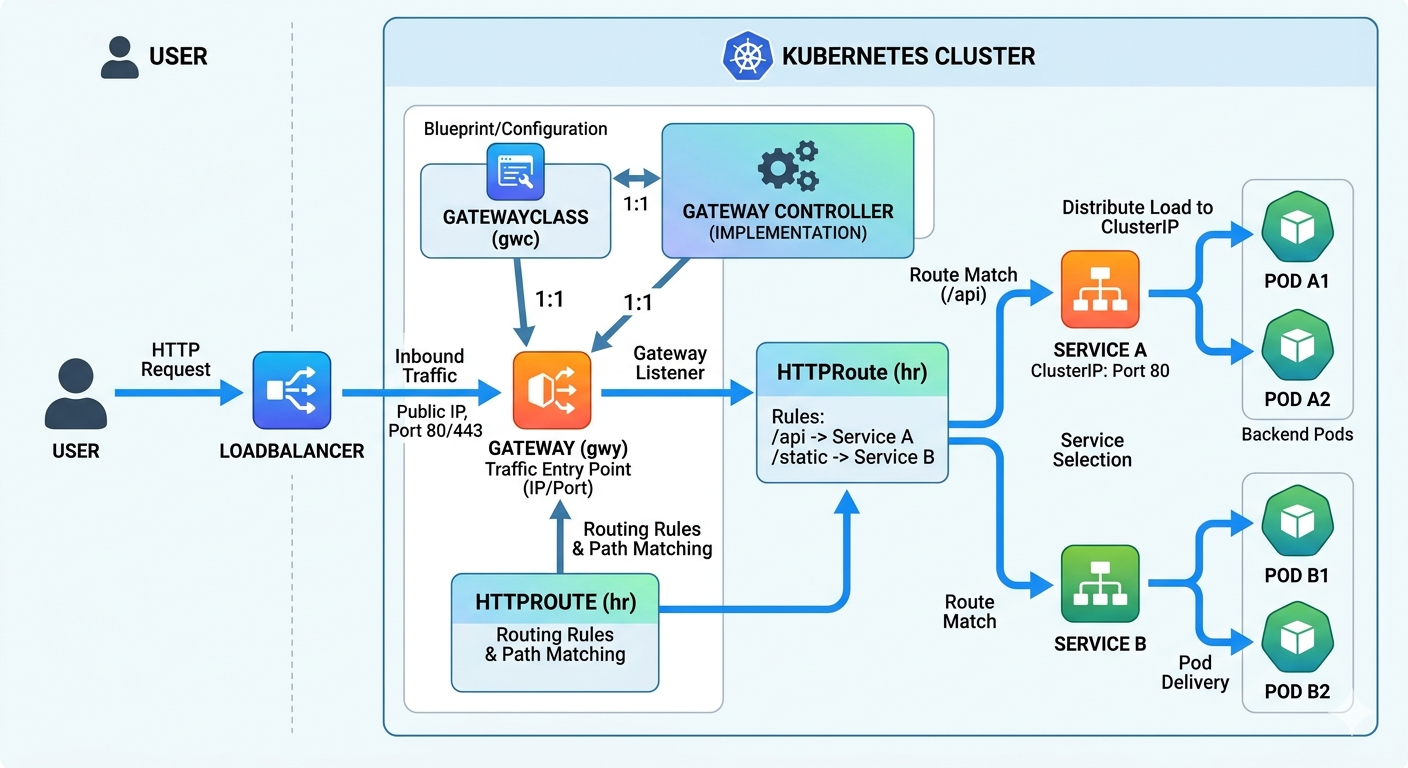 USER
KUBERNETES CLUSTER
Blueprint/Configuration
GATEWAYCLASS
(gwc)
1:1
GATEWAY CONTROLLER
(IMPLEMENTATION)
1:1
1:1
HTTP
Request
USER
LOADBALANCER
Inbound
Traffic
Public IP,
Port 80/443
GATEWAY (gwy)
Traffic Entry Point
(IP/Port)
Gateway
Listener
Routing Rules
& Path Matching
HTTPROUTE (hr)
Routing Rules
& Path Matching
HTTPRoute (hr)
Rules:
/api -> Service A
/static -> Service B
Route Match
(/api)
Distribute Load to
ClusterIP
SERVICE A
ClusterIP: Port 80
POD A1
POD A2
Backend Pods
Service
Selection
Route
Match
SERVICE B
Pod
Delivery
POD B1
POD B2